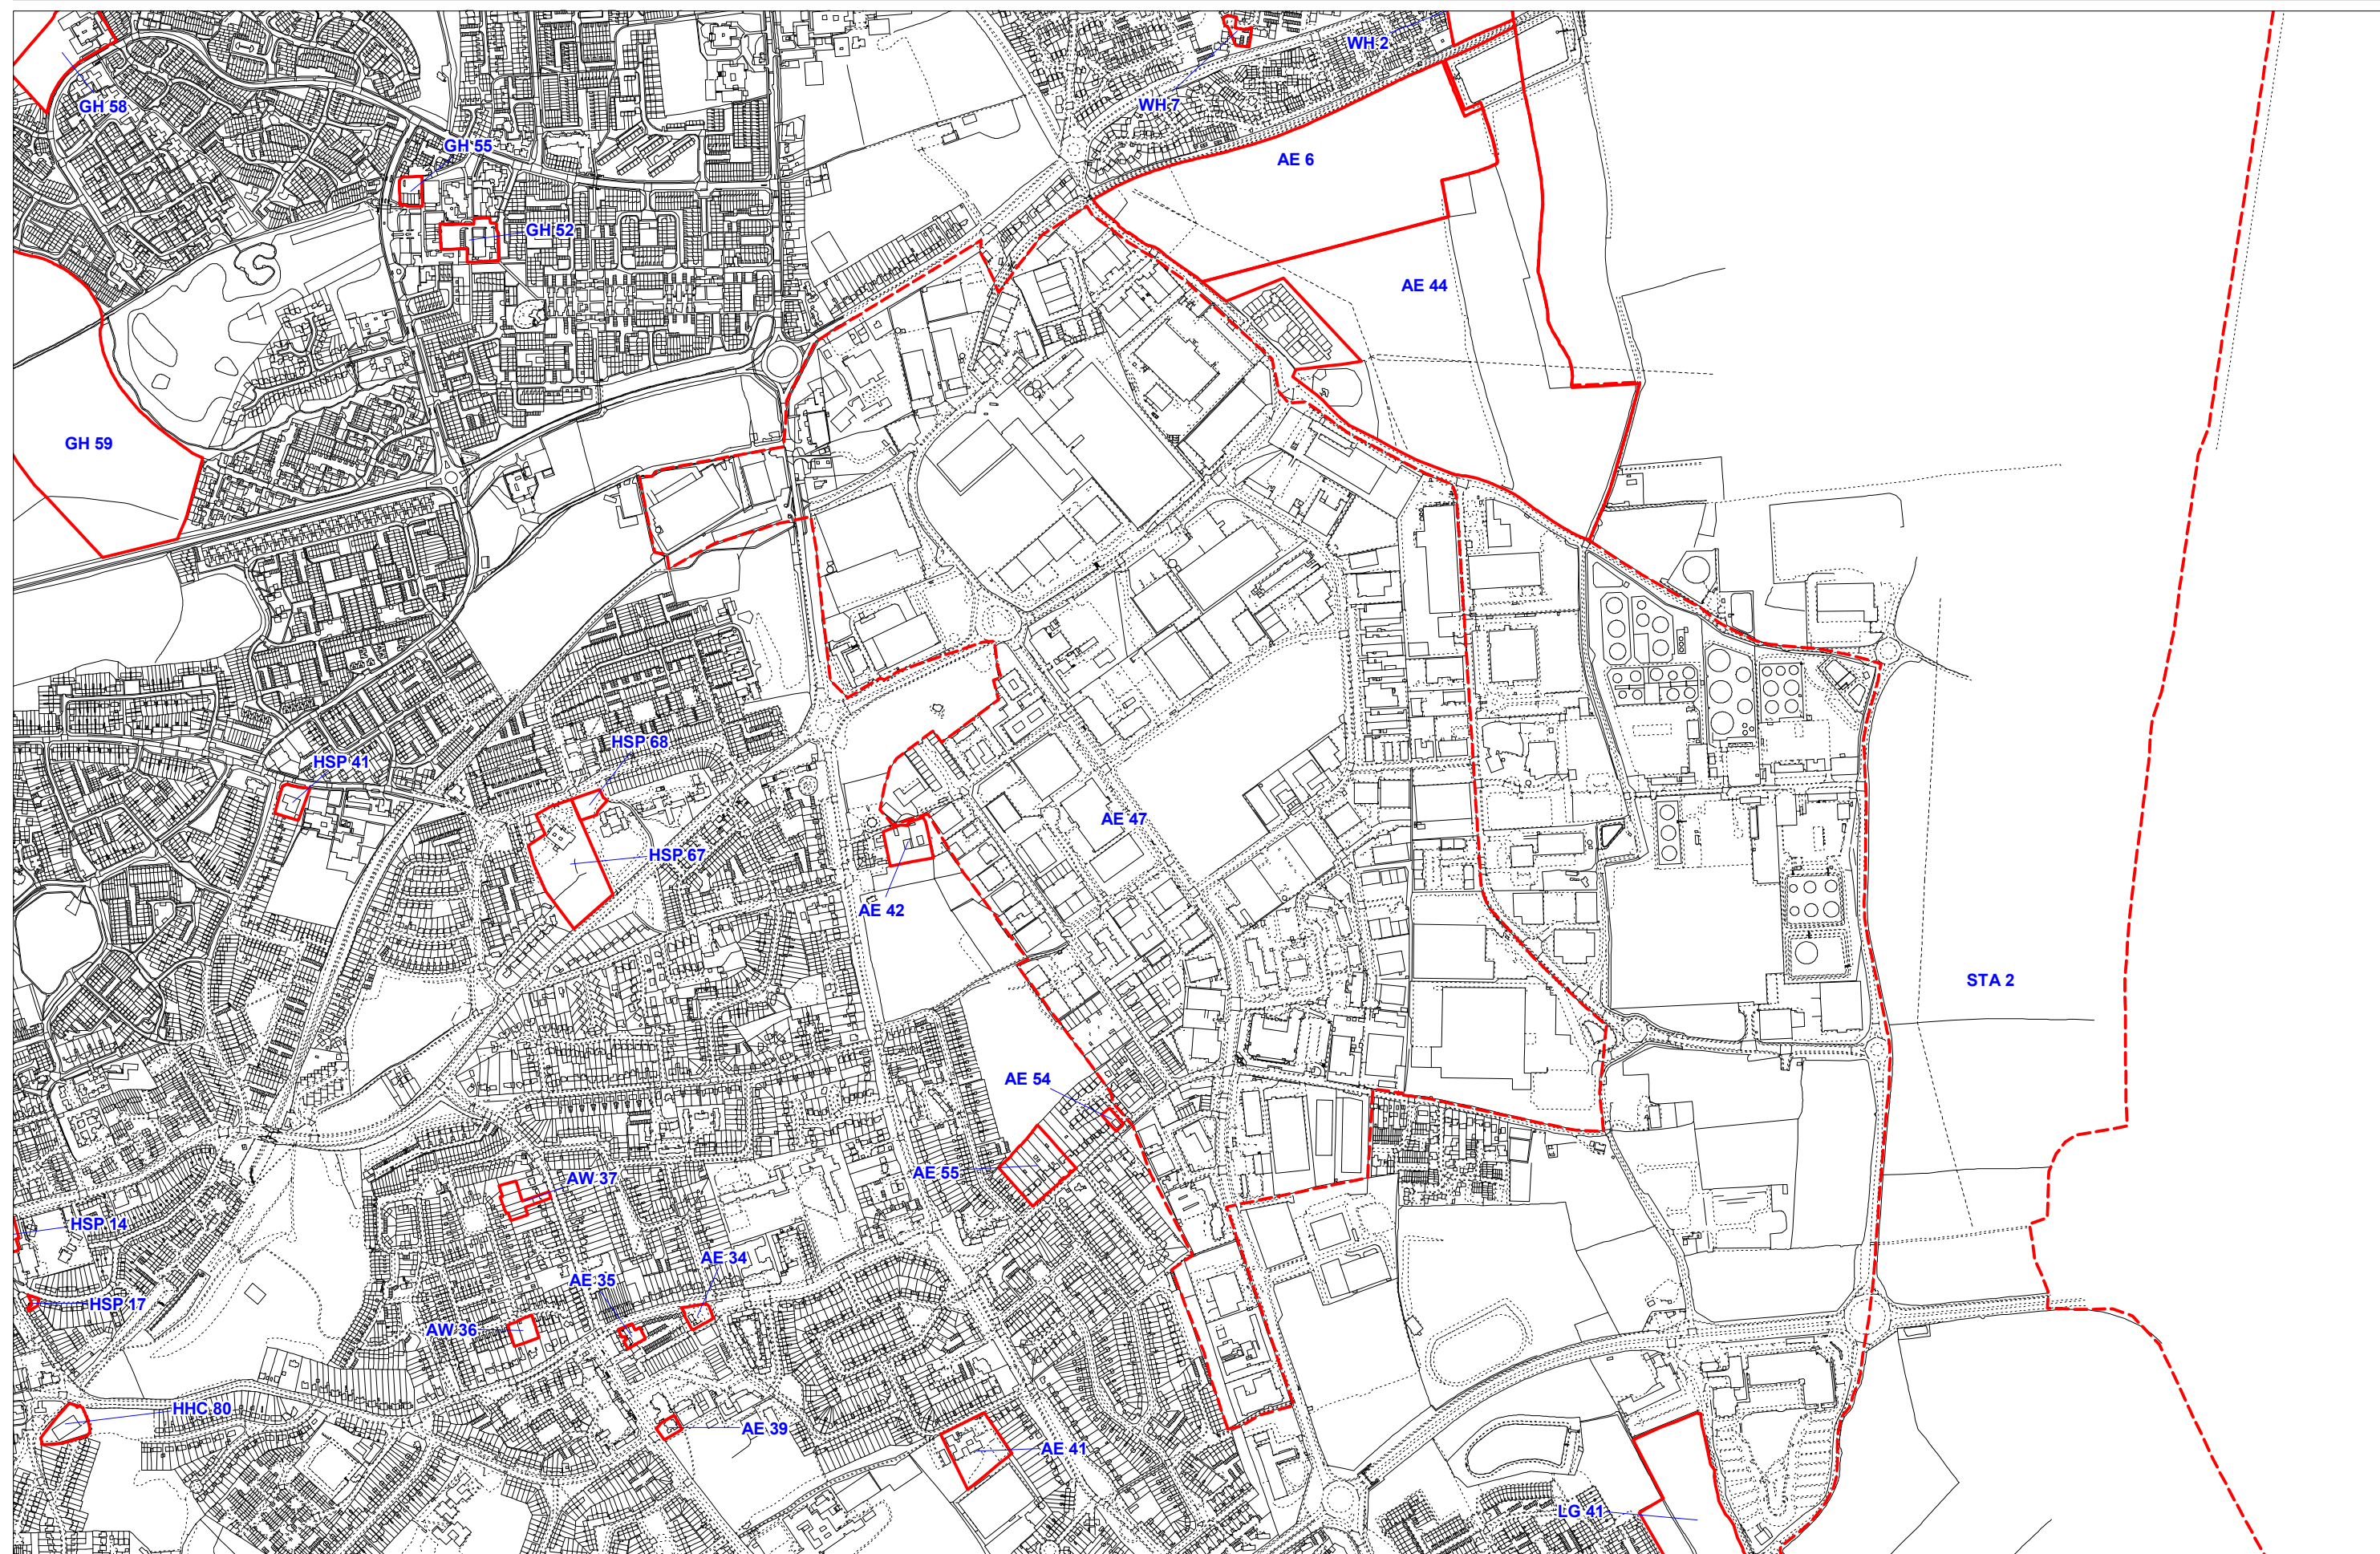 WH 2
GH 58
WH 7
GH 55
AE 6
GH 52
AE 44
GH 59
HSP 68
HSP 41
AE 47
HSP 67
AE 42
STA 2
AE 54
AE 55
AW 37
HSP 14
AE 34
AE 35
HSP 17
AW 36
HHC 80
AE 39
AE 41
LG 41